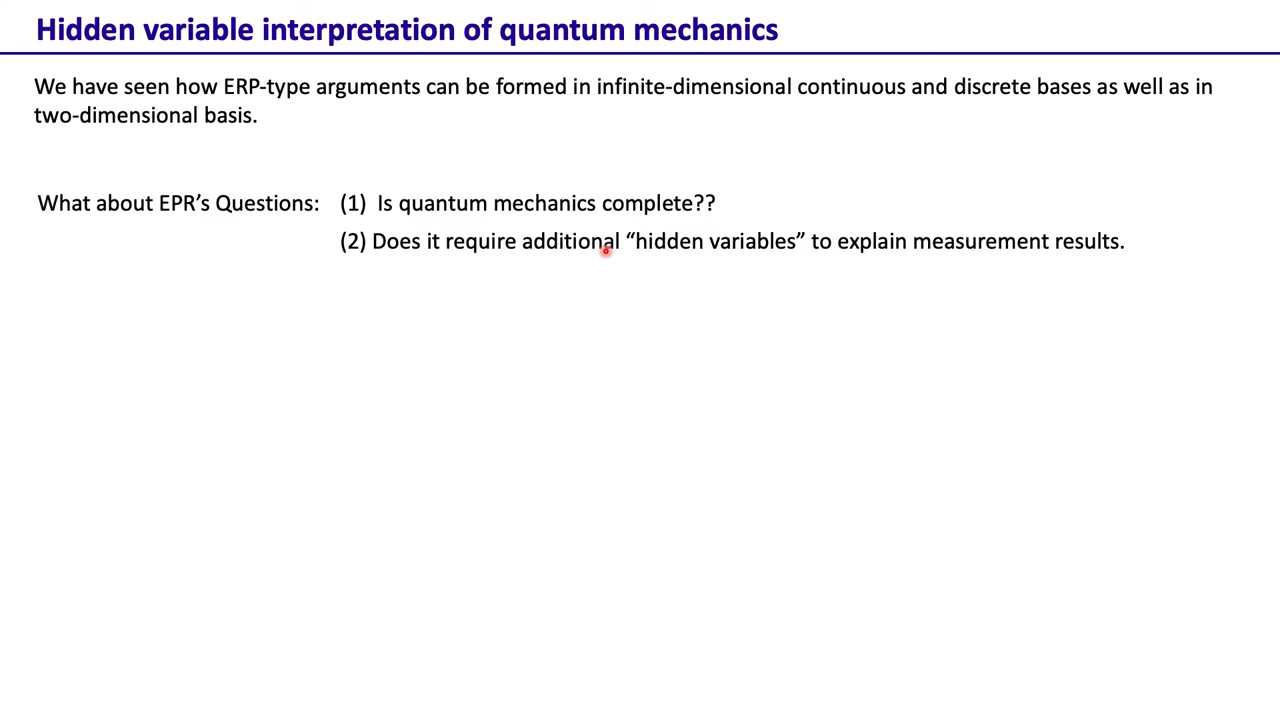 Hidden variable interpretation of quantum mechanics
We have seen how ERP-type arguments can be formed in infinite-dimensional continuous and discrete bases as well as in
two-dimensional basis.
What about EPR’s Questions: (1) Is quantum mechanics complete??
(2) Does it require additional “hidden variables” to explain measurement results.